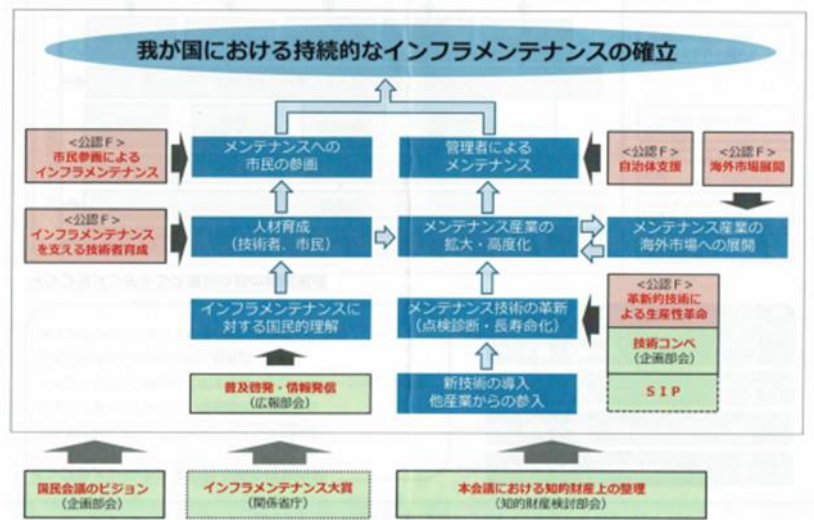 我が国における持続的なインフラメンテナンスの確立
<公認F>
市民参画による
インフラメンテナンス
メンテナンスへの
市民の参画
管理者による
メンテナンス
<公認F>
自治体支援
<公認F>
海外市場展開
<公認F>
インフラメンテナンス
を支える技術者育成
人材育成
(技術者、市民)
メンテナンス産業の
拡大・高度化
メンテナンス産業の
海外市場への展開
インフラメンテナンスに
対する国民的理解
メンテナンス技術の革新
(点検診断・長寿命化)
<公認F>
革新的技術に
よる生産性革命
技術コンペ
(企画部会)
SIP
普及啓発・情報発信
(広報部会)
新技術の導入
他産業からの参入
国民会議のビジョン
(企画部会)
インフラメンテナンス大賞
(関係省庁)
本会議における知的財産上の整理
(知的財産検討部会)